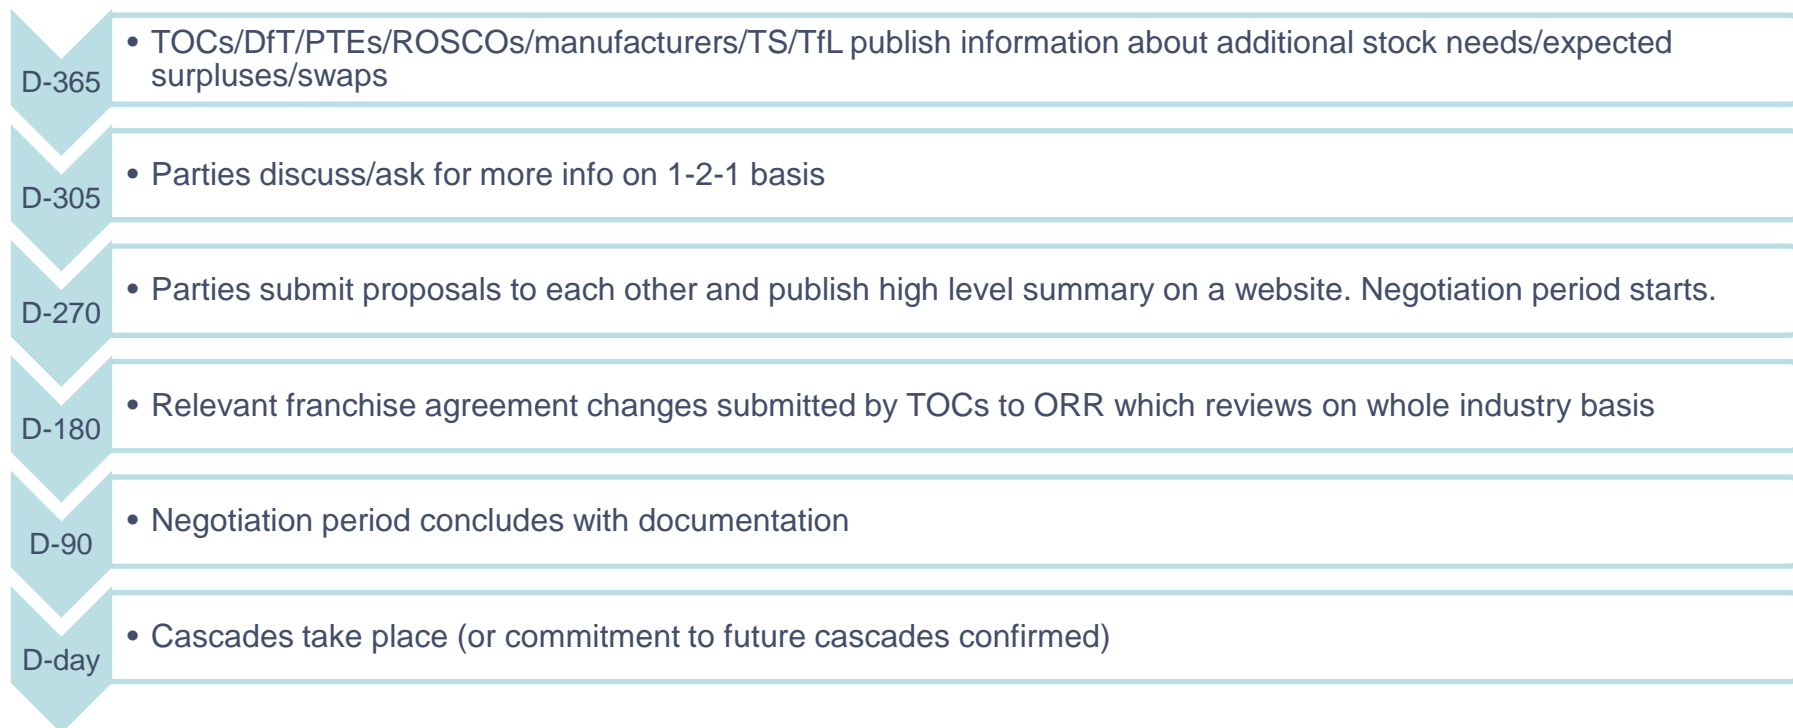 D-365
• TOCs/DfT/PTEs/ROSCOs/manufacturers/TS/TfL publish information about additional stock needs/expected
surpluses/swaps
D-305
• Parties discuss/ask for more info on 1-2-1 basis
D-270
• Parties submit proposals to each other and publish high level summary on a website. Negotiation period starts.
D-180
• Relevant franchise agreement changes submitted by TOCs to ORR which reviews on whole industry basis
D-90
• Negotiation period concludes with documentation
D-day
• Cascades take place (or commitment to future cascades confirmed)